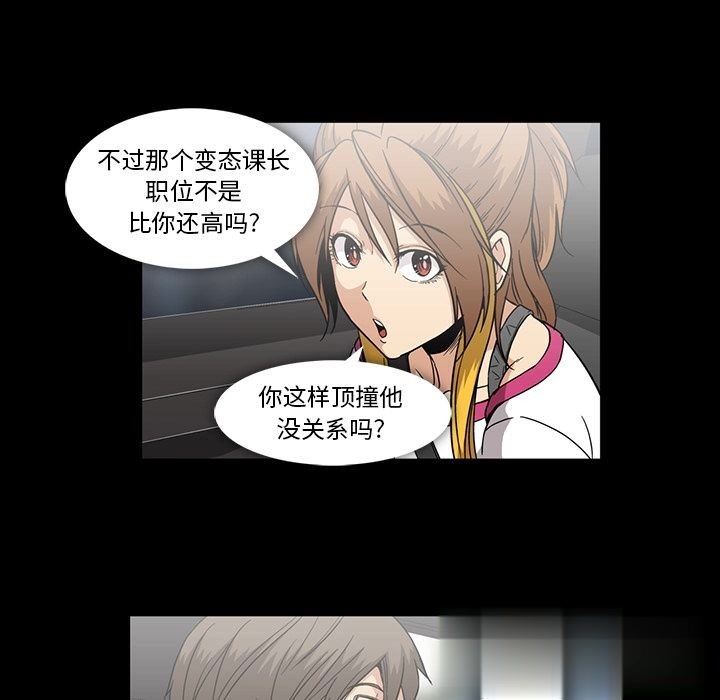 不过那个变态课长
职位不是
比你还高吗?
你这样顶撞他
没关系吗?